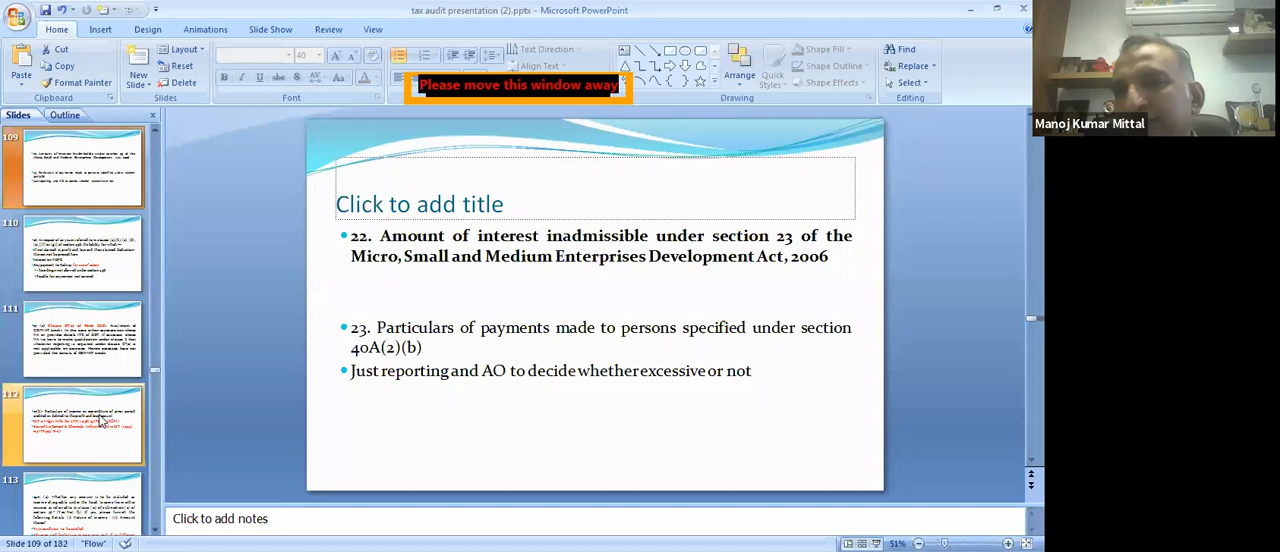 tax audit presentation (2).pptx - Microsoft PowerPoint
Home Insert Design Animations Slide Show Review View
Paste
Cut
Copy
Format Painter
Clipboard
New Slide
Layout
Reset
Delete
Slides
40
Font
Text Direction
Align Text
Please move this window away
Arrange
Quick Styles
Shape Fill
Shape Outline
Shape Effects
Drawing
Find
Replace
Select
Editing
Manoj Kumar Mittal
Slides Outline
109
110
111
112
113
Click to add title
22. Amount of interest inadmissible under section 23 of the
Micro, Small and Medium Enterprises Development Act, 2006
23. Particulars of payments made to persons specified under section
40A(2)(b)
Just reporting and AO to decide whether excessive or not
Click to add notes
Slide 109 of 182 "Flow" 51%